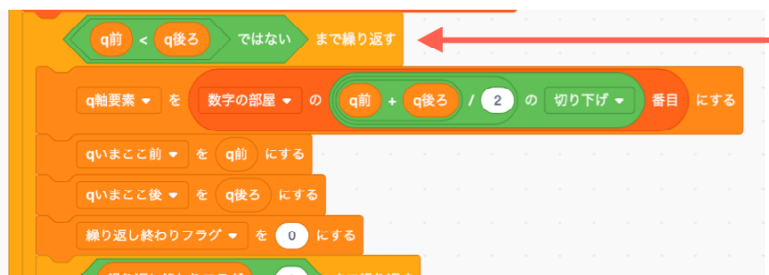 q前 < q後ろ ではない まで繰り返す
q軸要素 を 数字の部屋 の q前 + q後ろ / 2 の 切り下げ 番目 にする
qいまここ前 を q前 にする
qいまここ後 を q後ろ にする
繰り返し終わりフラグ を 0 にする